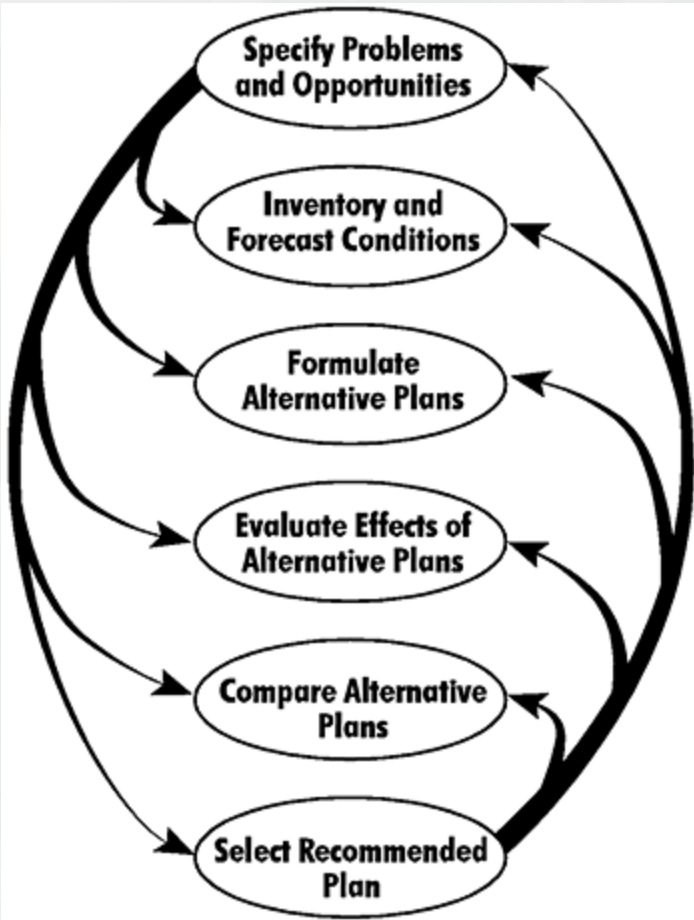 Specify Problems
and Opportunities
Inventory and
Forecast Conditions
Formulate
Alternative Plans
Evaluate Effects of
Alternative Plans
Compare Alternative
Plans
Select Recommended
Plan